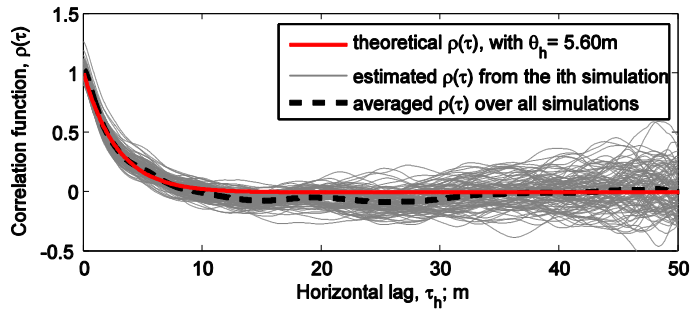 1.5
1
0.5
0
-0.5
Correlation function, ρ(τ)
theoretical ρ(τ), with θh= 5.60m
estimated ρ(τ) from the ith simulation
averaged ρ(τ) over all simulations
0 10 20 30 40 50
Horizontal lag, τh; m